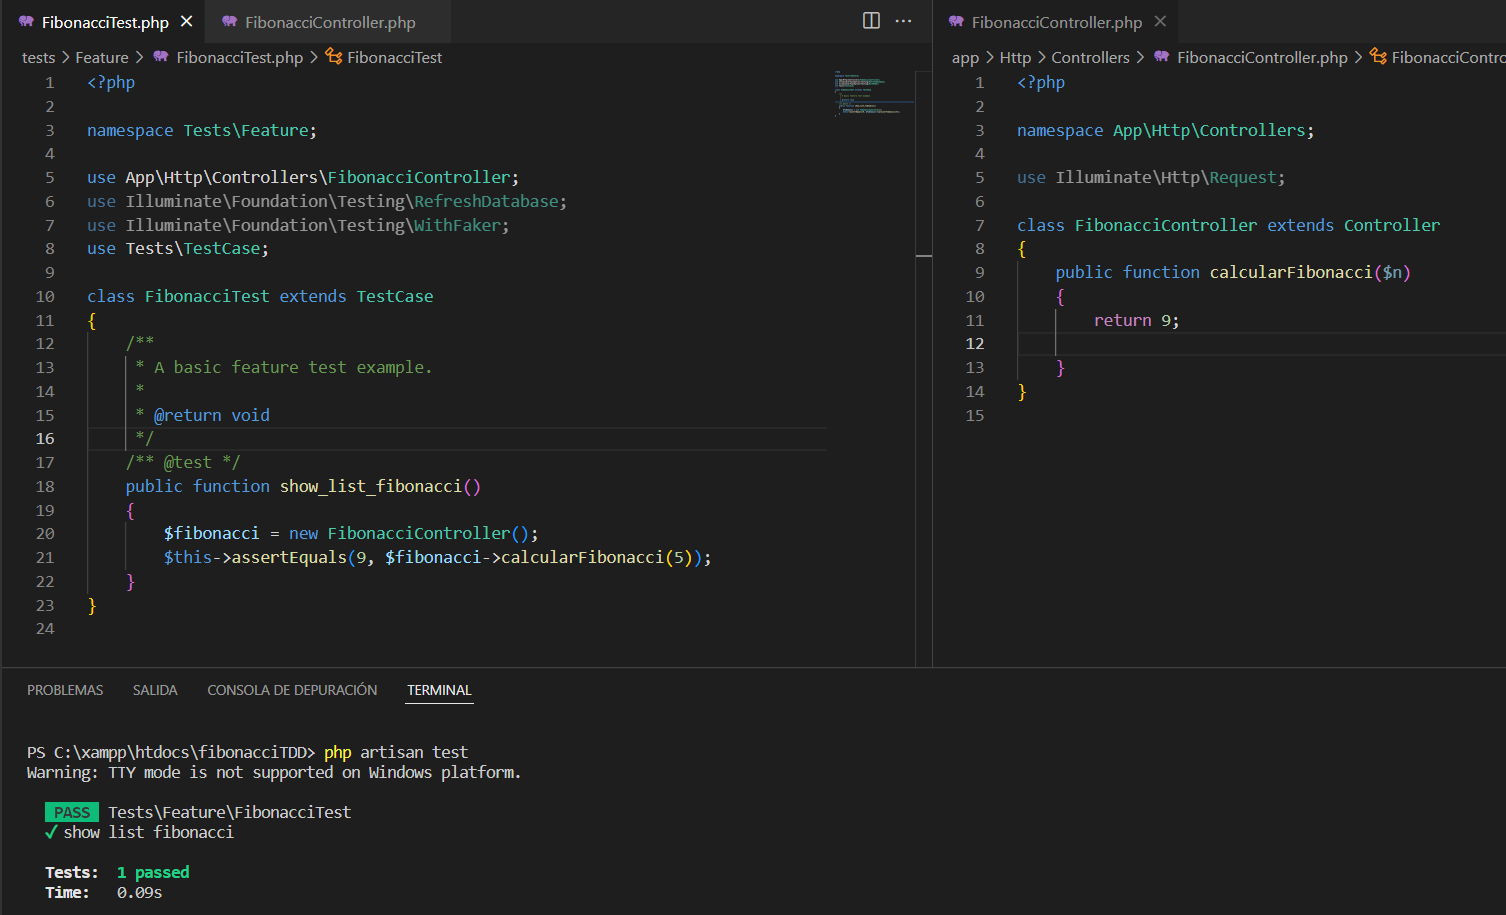 FibonacciTest.php
FibonacciController.php
tests > Feature > FibonacciTest.php > FibonacciTest
1 <?php
2
3 namespace Tests\Feature;
4
5 use App\Http\Controllers\FibonacciController;
6 use Illuminate\Foundation\Testing\RefreshDatabase;
7 use Illuminate\Foundation\Testing\WithFaker;
8 use Tests\TestCase;
9
10 class FibonacciTest extends TestCase
11 {
12     /**
13      * A basic feature test example.
14      *
15      * @return void
16      */
17     /** @test */
18     public function show_list_fibonacci()
19     {
20         $fibonacci = new FibonacciController();
21         $this->assertEquals(9, $fibonacci->calcularFibonacci(5));
22     }
23 }
24
FibonacciController.php
app > Http > Controllers > FibonacciController.php > FibonacciContro
1 <?php
2
3 namespace App\Http\Controllers;
4
5 use Illuminate\Http\Request;
6
7 class FibonacciController extends Controller
8 {
9     public function calcularFibonacci($n)
10     {
11         return 9;
12
13     }
14 }
15
PROBLEMAS SALIDA CONSOLA DE DEPURACIÓN TERMINAL
PS C:\xampp\htdocs\fibonacciTDD> php artisan test
Warning: TTY mode is not supported on Windows platform.
PASS Tests\Feature\FibonacciTest
✓ show list fibonacci
Tests: 1 passed
Time: 0.09s